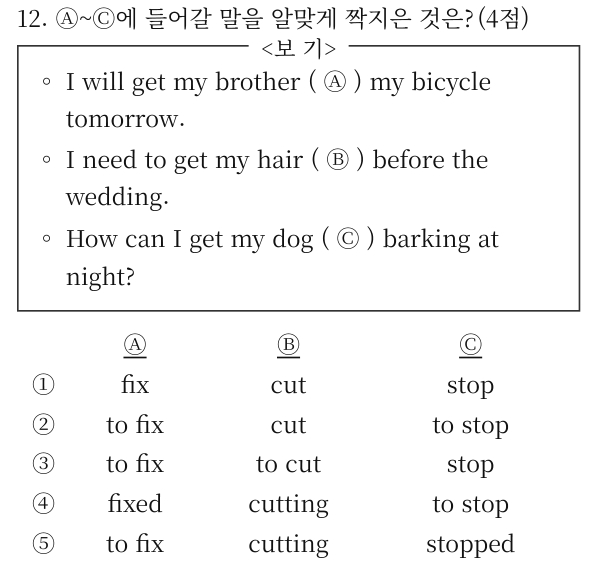 12. Ⓐ~Ⓒ에 들어갈 말을 알맞게 짝지은 것은?(4점)
<보 기>
◦ I will get my brother ( Ⓐ ) my bicycle
tomorrow.
◦ I need to get my hair ( Ⓑ ) before the
wedding.
◦ How can I get my dog ( Ⓒ ) barking at
night?
Ⓐ Ⓑ Ⓒ
① fix cut stop
② to fix cut to stop
③ to fix to cut stop
④ fixed cutting to stop
⑤ to fix cutting stopped